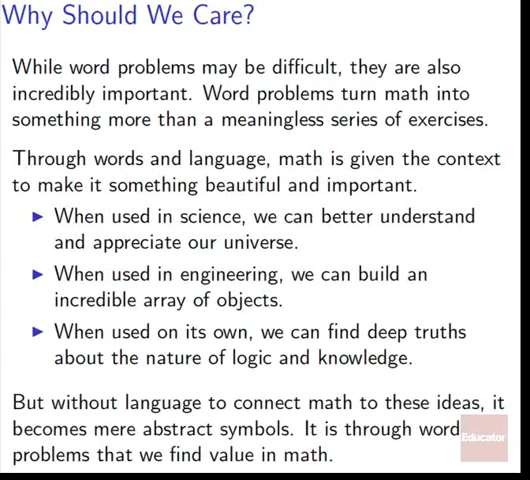 Why Should We Care?
While word problems may be difficult, they are also
incredibly important. Word problems turn math into
something more than a meaningless series of exercises.
Through words and language, math is given the context
to make it something beautiful and important.
When used in science, we can better understand
and appreciate our universe.
When used in engineering, we can build an
incredible array of objects.
When used on its own, we can find deep truths
about the nature of logic and knowledge.
But without language to connect math to these ideas, it
becomes mere abstract symbols. It is through word
problems that we find value in math.
Educator